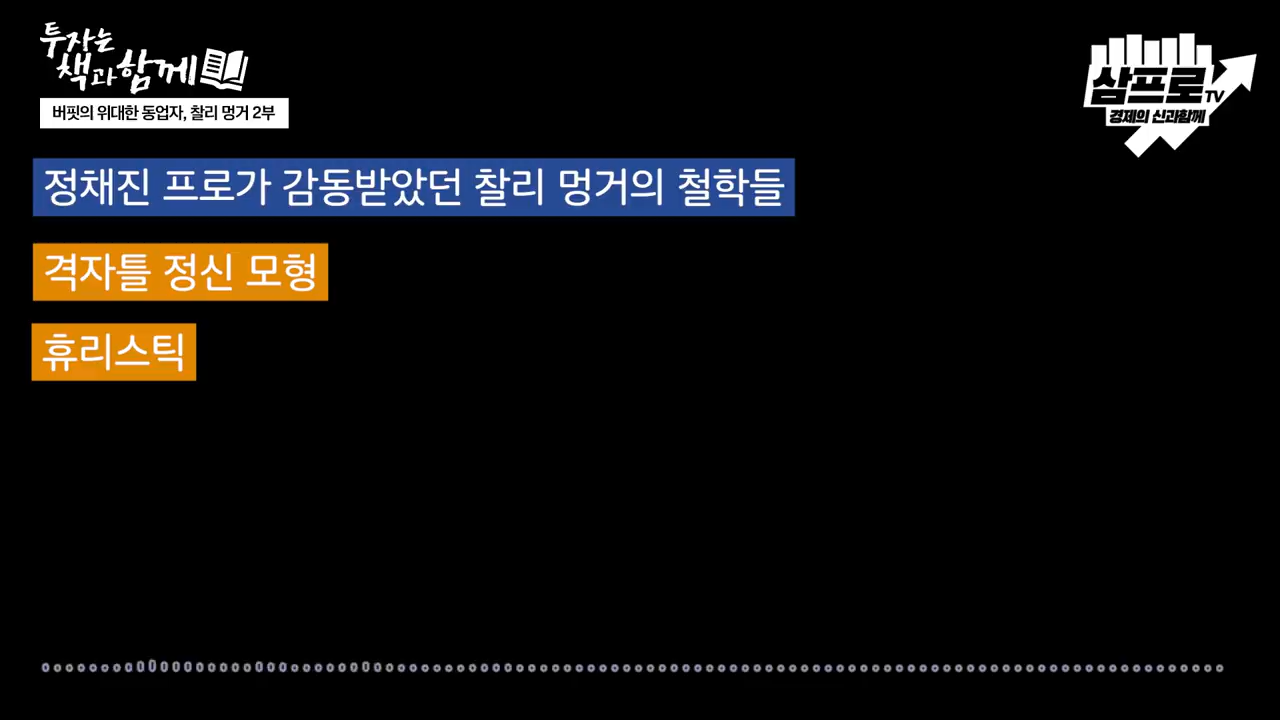 투자는
책과 함께
버핏의 위대한 동업자, 찰리 멍거 2부
삼프로TV
경제의 신과함께
정채진 프로가 감동받았던 찰리 멍거의 철학들
격자틀 정신 모형
휴리스틱